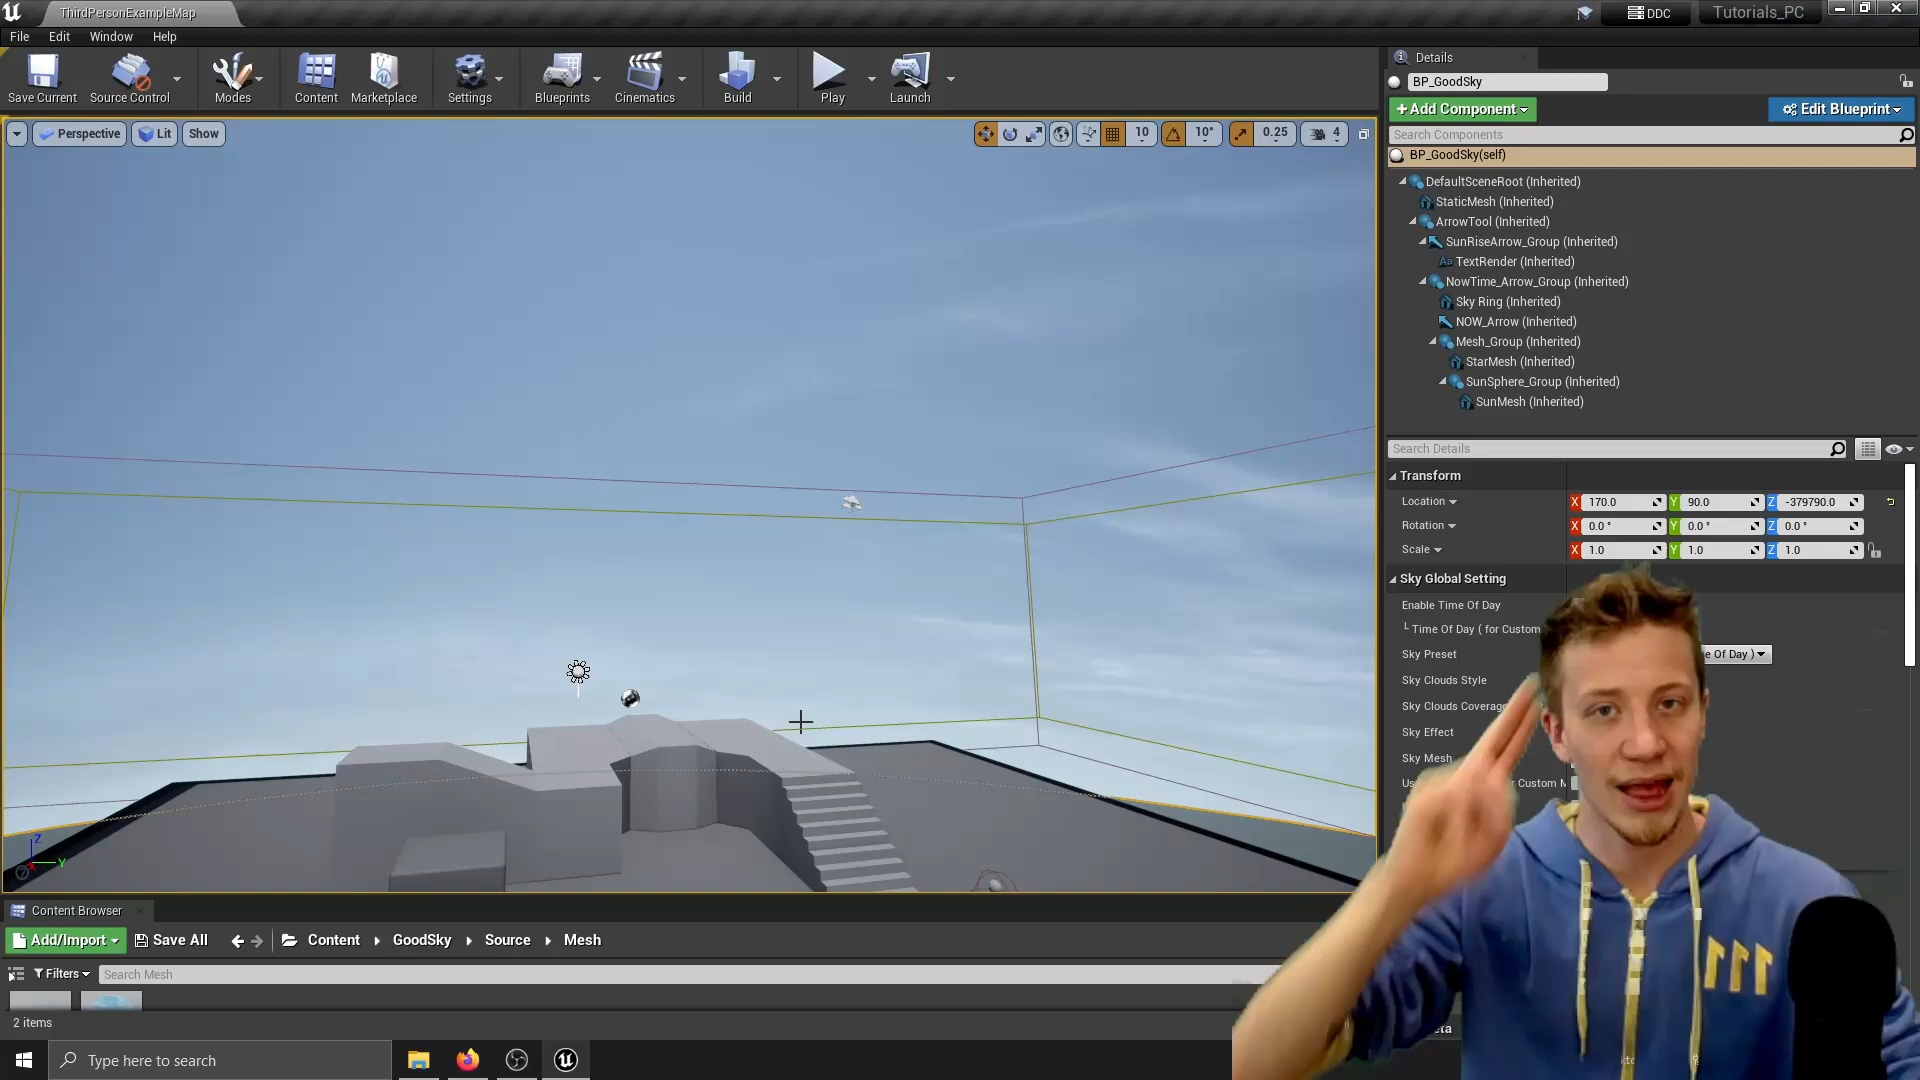 ThirdPersonExampleMap
DDC
Tutorials_PC
File Edit Window Help
Save Current
Source Control
Modes
Content
Marketplace
Settings
Blueprints
Cinematics
Build
Play
Launch
Perspective
Lit
Show
10
10°
0.25
4
Z
Y
Details
BP_GoodSky
+Add Component
Edit Blueprint
Search Components
BP_GoodSky(self)
DefaultSceneRoot (Inherited)
StaticMesh (Inherited)
ArrowTool (Inherited)
SunRiseArrow_Group (Inherited)
Aa TextRender (Inherited)
NowTime_Arrow_Group (Inherited)
Sky Ring (Inherited)
NOW_Arrow (Inherited)
Mesh_Group (Inherited)
StarMesh (Inherited)
SunSphere_Group (Inherited)
SunMesh (Inherited)
Search Details
Transform
Location X 170.0 Y 90.0 Z -379790.0
Rotation X 0.0 ° Y 0.0 ° Z 0.0 °
Scale X 1.0 Y 1.0 Z 1.0
Sky Global Setting
Enable Time Of Day
Time Of Day ( for Custom
Sky Preset
Of Day )
Sky Clouds Style
Sky Clouds Coverage
Sky Effect
Sky Mesh
Custom M
Content Browser
Add/Import Save All Content GoodSky Source Mesh
Filters Search Mesh
2 items
Type here to search